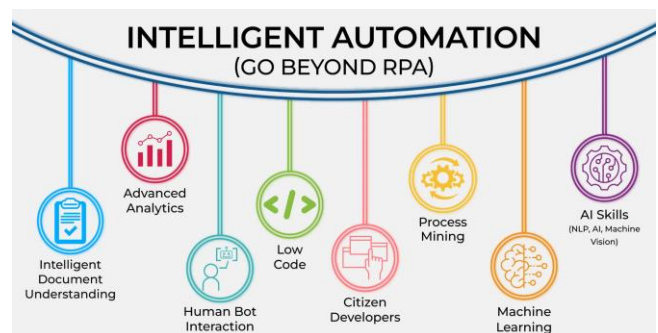 INTELLIGENT AUTOMATION
(GO BEYOND RPA)
Intelligent
Document
Understanding
Advanced
Analytics
Human Bot
Interaction
</>
Low
Code
Citizen
Developers
Process
Mining
Machine
Learning
AI Skills
(NLP, AI, Machine
Vision)